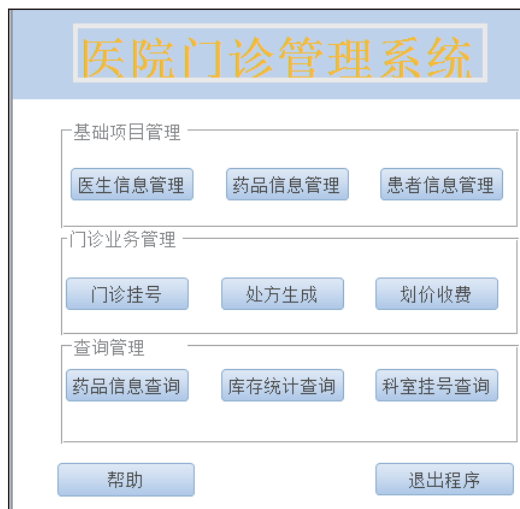 医院门诊管理系统
基础项目管理
医生信息管理 药品信息管理 患者信息管理
门诊业务管理
门诊挂号 处方生成 划价收费
查询管理
药品信息查询 库存统计查询 科室挂号查询
帮助 退出程序